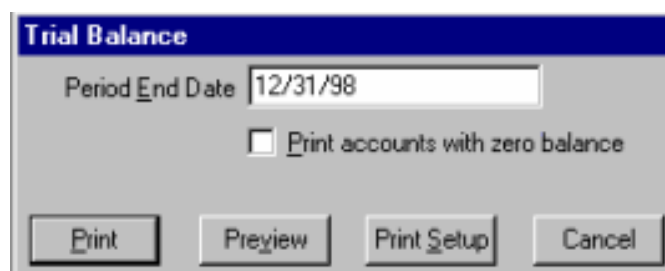 Trial Balance
Period End Date 12/31/98
Print accounts with zero balance
Print Preview Print Setup Cancel